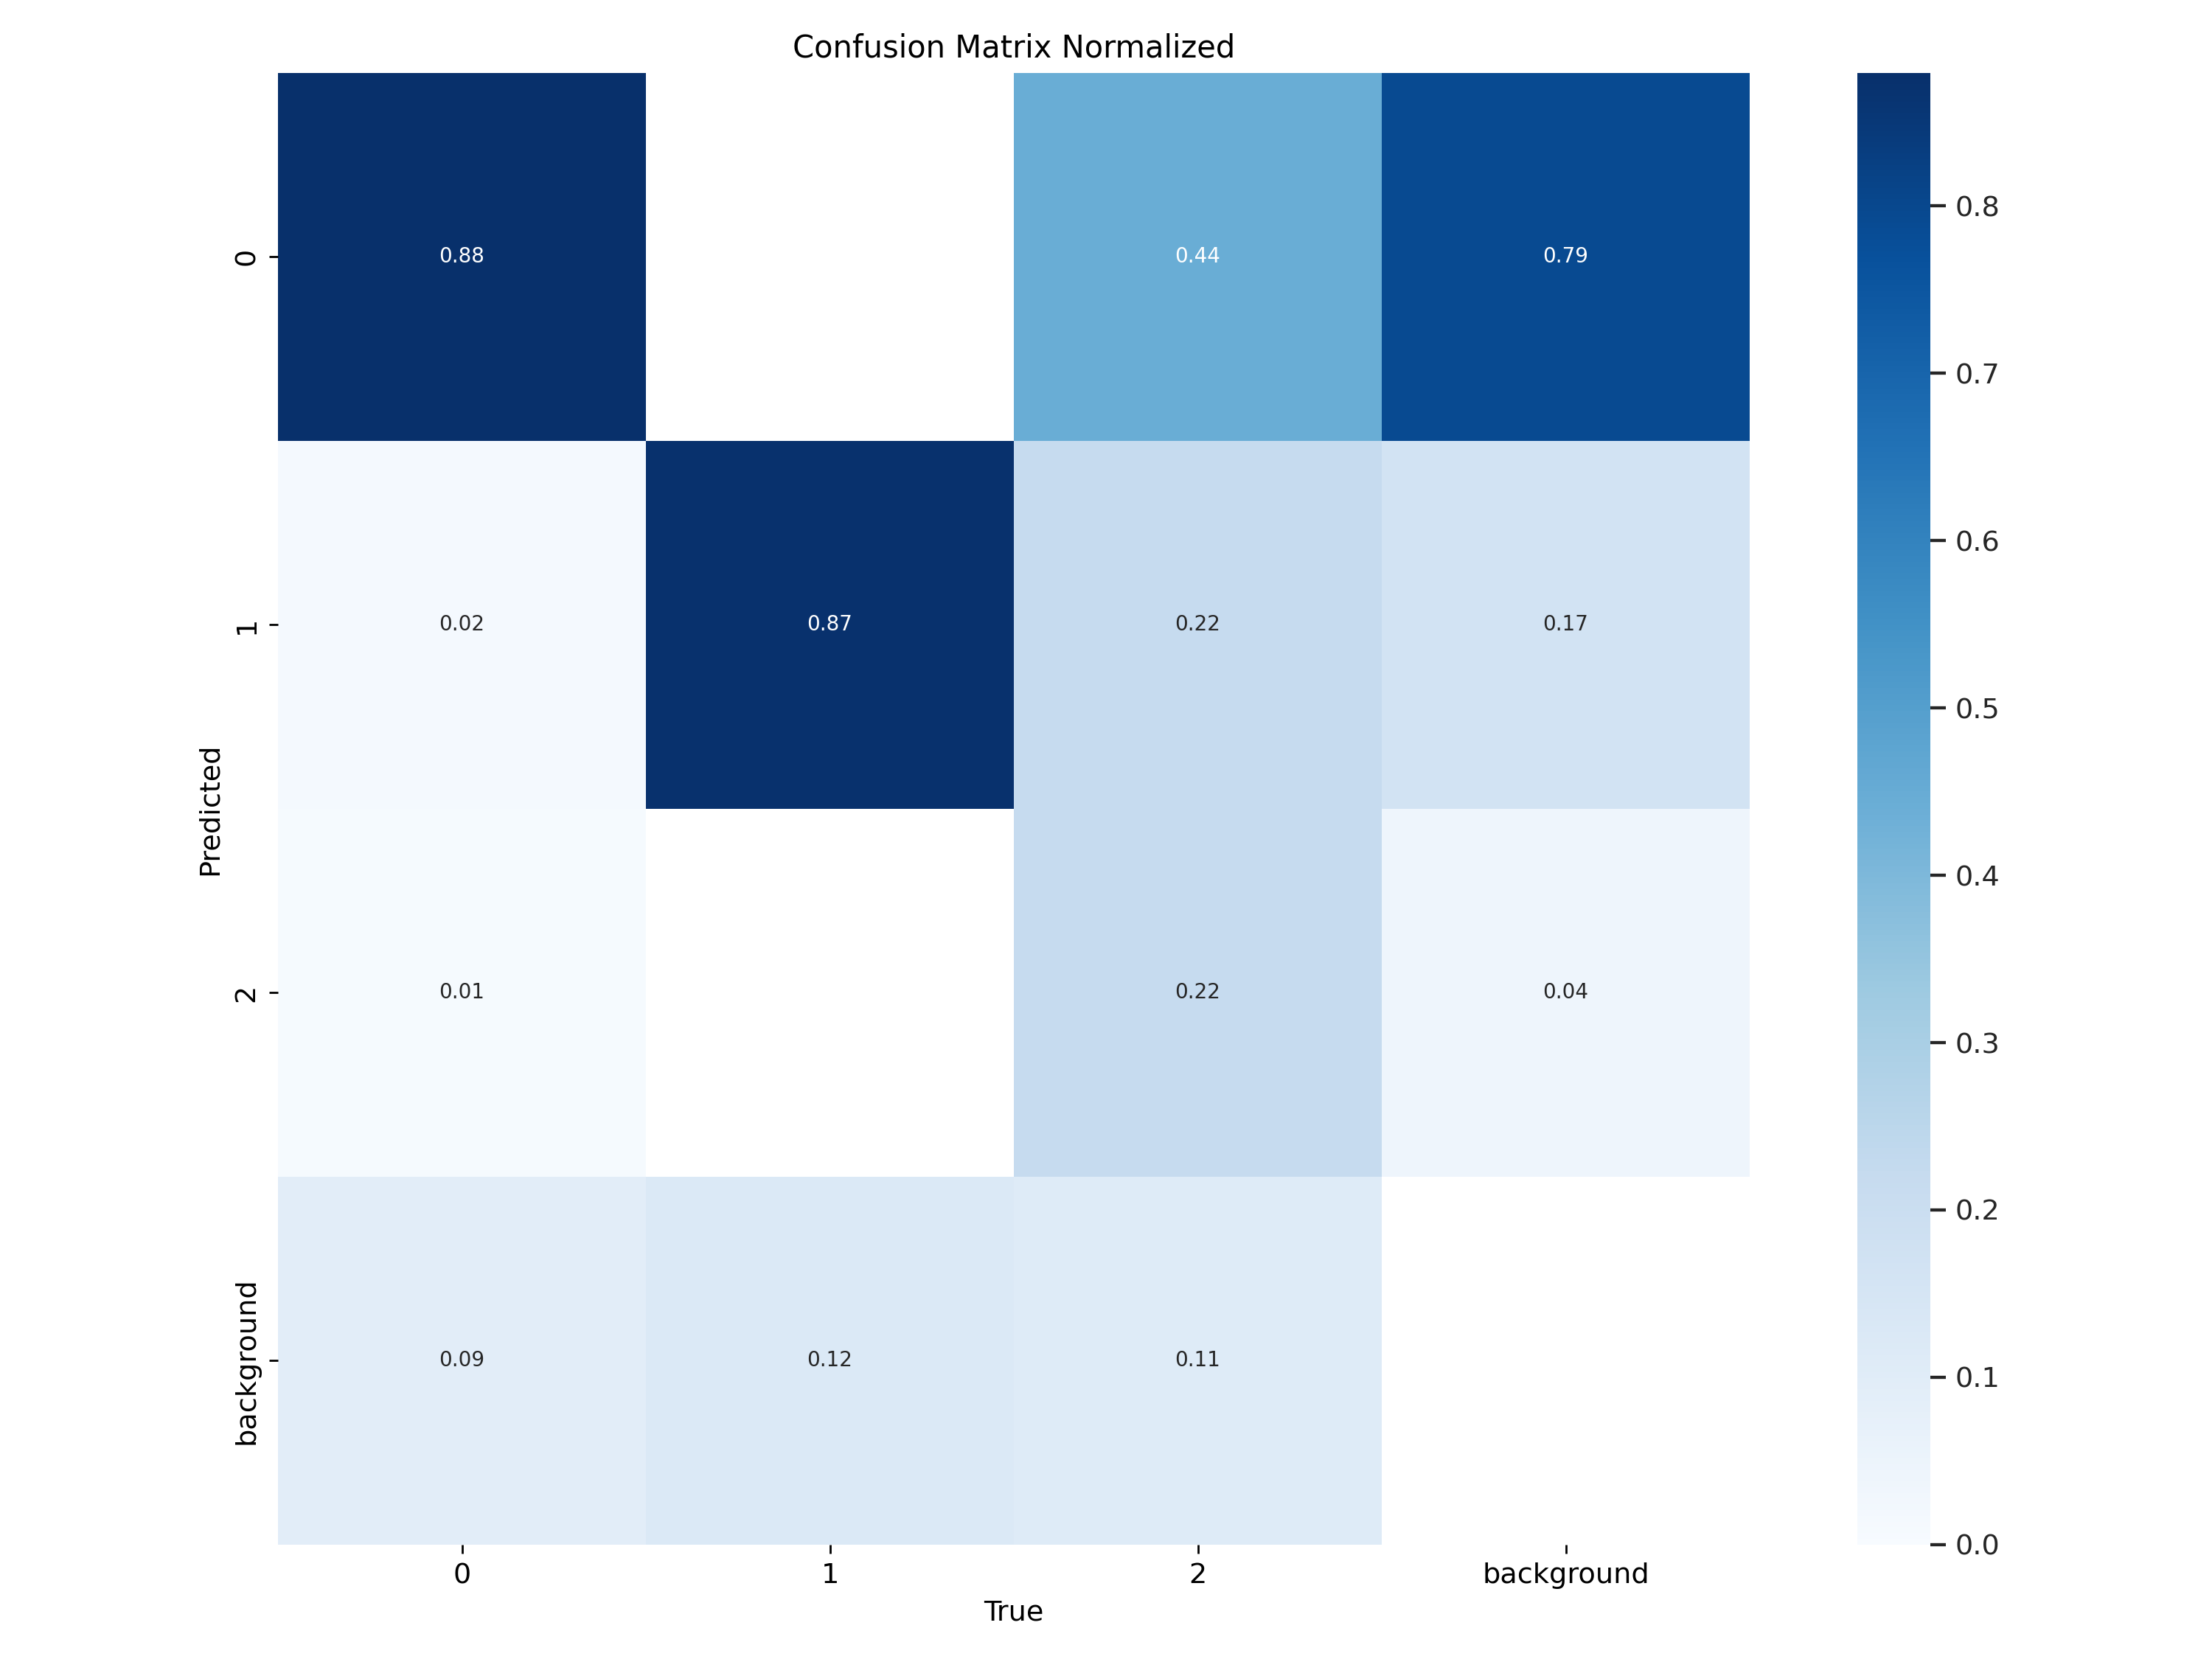 Confusion Matrix Normalized
0 0.88 0.44 0.79
1 0.02 0.87 0.22 0.17
2 0.01 0.22 0.04
background 0.09 0.12 0.11
0 1 2 background
True
Predicted
0.8
0.7
0.6
0.5
0.4
0.3
0.2
0.1
0.0